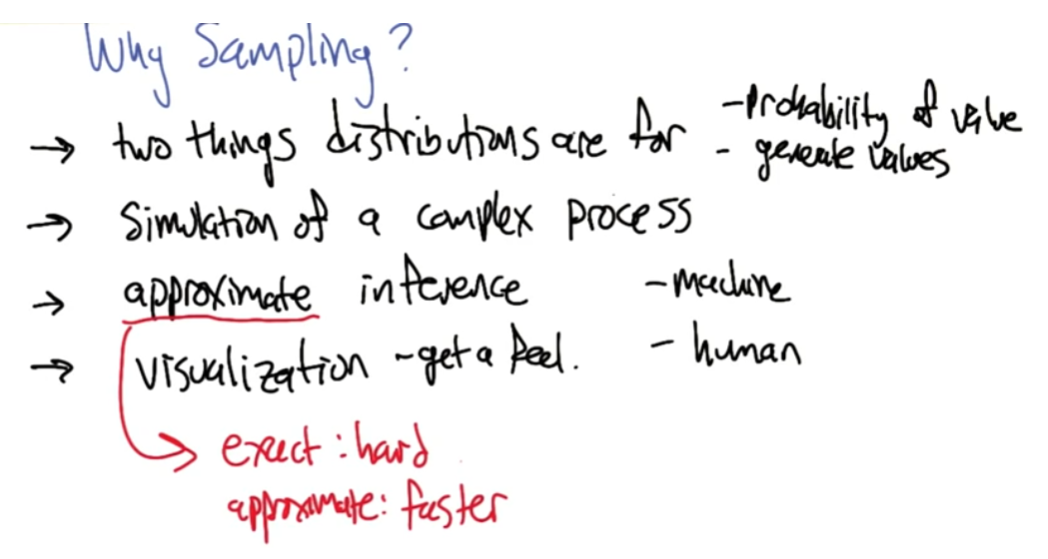 Why Sampling?
→ two things distributions are for - Probability of value
- generate values
→ Simulation of a complex process
→ approximate inference - machine
→ visualization - get a feel. - human
exact : hard
approximate: faster